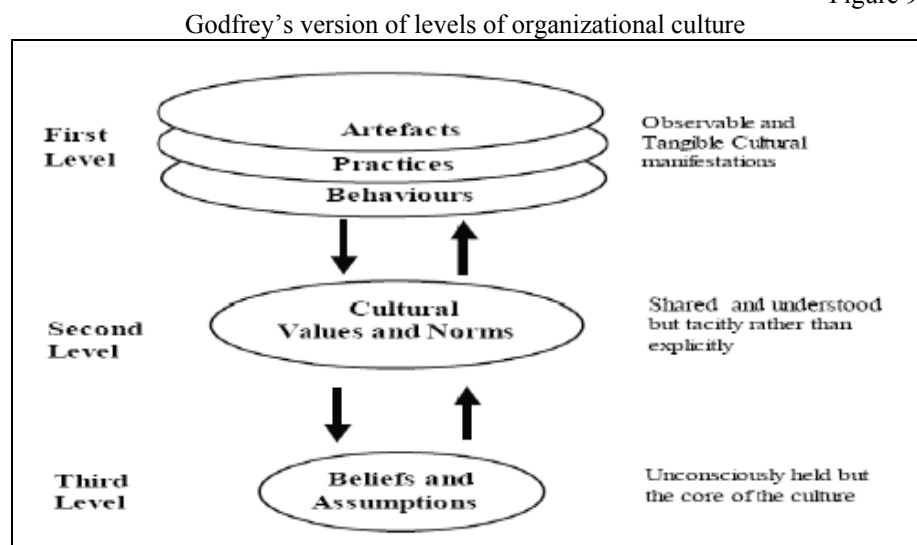 Figure 9
Godfrey's version of levels of organizational culture
First
Level
Artefacts
Practices
Behaviours
Observable and
Tangible Cultural
manifestations
Second
Level
Cultural
Values and Norms
Shared and understood
but tacitly rather than
explicitly
Third
Level
Beliefs and
Assumptions
Unconsciously held but
the core of the culture